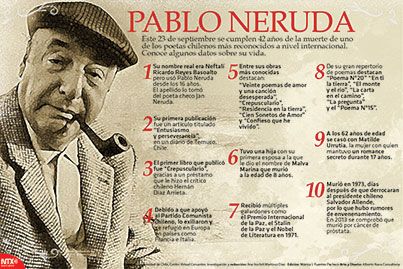 PABLO NERUDA
Este 23 de septiembre se cumplen 42 años de la muerte de uno
de los poetas chilenos más reconocidos a nivel internacional.
Conoce algunos datos sobre su vida.
1 Su nombre real era Neftalí
Ricardo Reyes Basoalto
pero usó Pablo Neruda
desde los 16 años.
El apellido lo tomó
del poeta checo Jan
Neruda.
2 Su primera publicación
fue un artículo titulado
"Entusiasmo
y perseverancia",
en un diario de Temuco,
Chile.
3 El primer libro que publicó
fue "Crepusculario",
gracias a un préstamo
que le hizo el crítico
chileno Hernán
Díaz Arrieta.
4 Debido a que apoyó
al Partido Comunista
Chileno, lo exiliaron y
se refugió en Europa
en países como
Francia e Italia.
5 Entre sus obras
más conocidas
destacan:
"Veinte poemas de amor
y una canción
desesperada",
"Crepusculario",
"Residencia en la tierra",
"Cien Sonetos de Amor"
y "Confieso que he
vivido".
6 Tuvo una hija con su
primera esposa a la que
le dio el nombre de Malva
Marina que murió
a la edad de 8 años.
7 Recibió múltiples
galardones como
el Premio Internacional
de la Paz, el Stalin
de la Paz y el Nobel
de Literatura en 1971.
8 De su gran repertorio
de poemas destacan
"Poema N°20" "En ti
la tierra", "El monte
y el río", "La carta
en el camino",
"La pregunta"
y el "Poema N°15".
9 A los 62 años de edad
se casó con Matilde
Urrutia, la mujer con quien
mantuvo un romance
secreto durante 17 años.
10 Murió en 1973, días
después de que derrocaran
al presidente chileno
Salvador Allende,
por lo que hubo rumores
de envenenamiento.
En 2013 se comprobó que
murió por cáncer de
próstata.
NTX